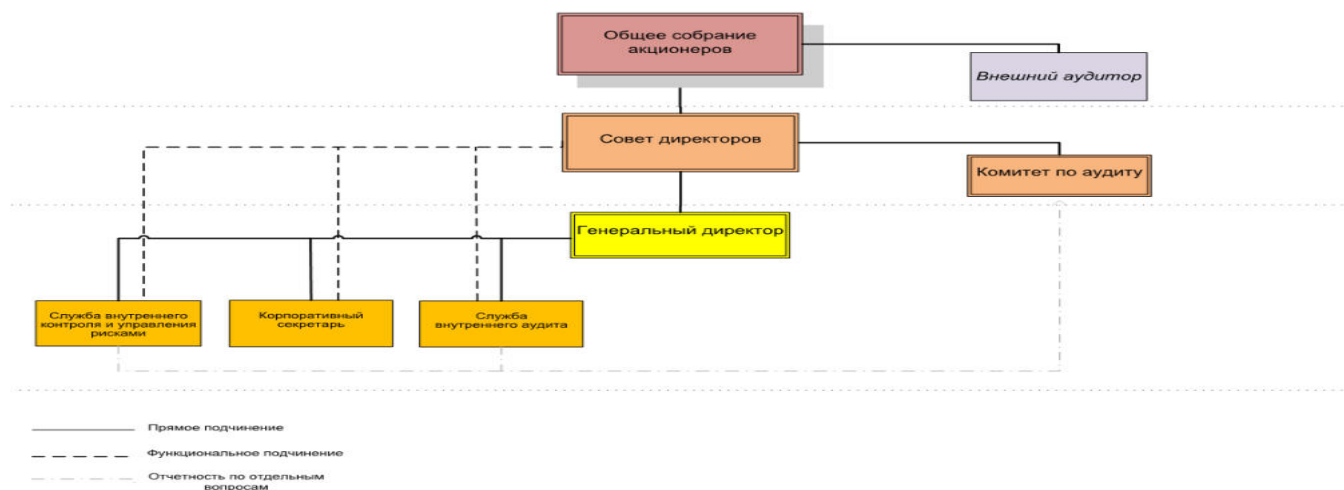 Общее собрание
акционеров
Внешний аудитор
Совет директоров
Комитет по аудиту
Генеральный директор
Служба внутреннего
контроля и управления
рисками
Корпоративный
секретарь
Служба
внутреннего аудита
Прямое подчинение
Функциональное подчинение
Отчетность по отдельным
вопросам